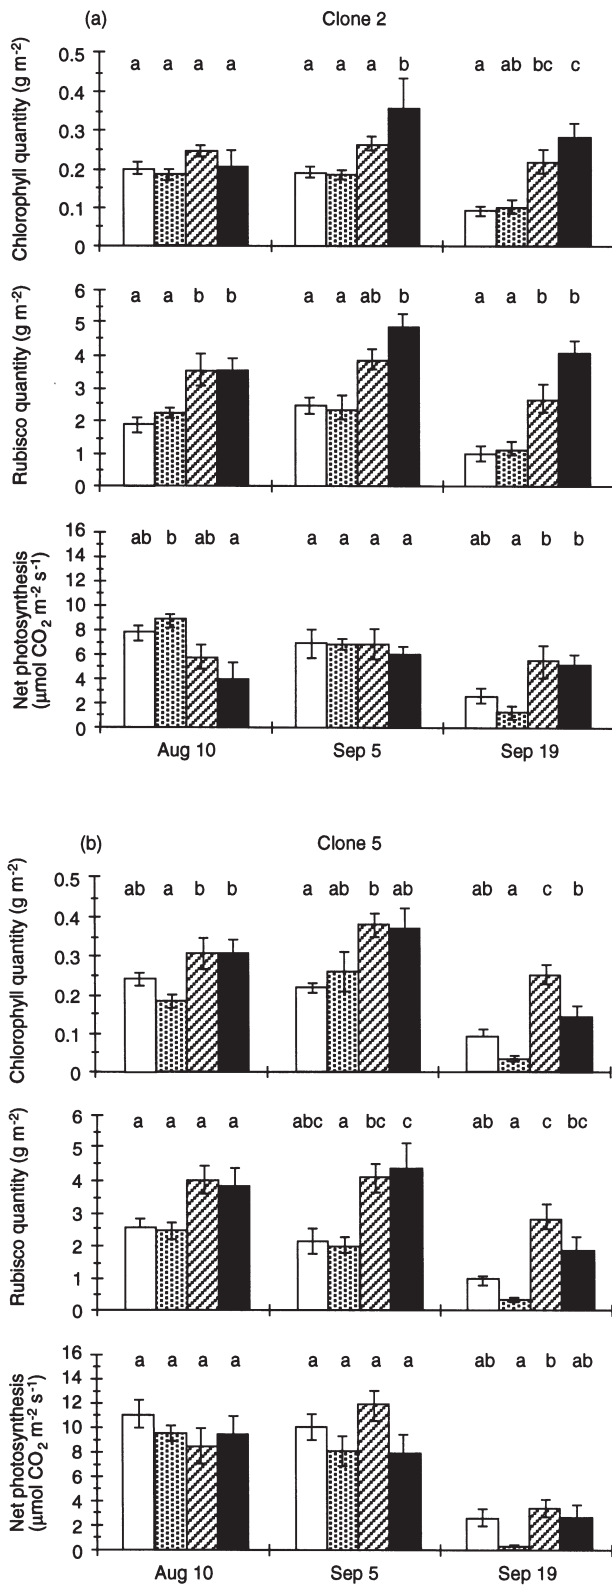 (a) Clone 2
Chlorophyll quantity (g m-2)
0.5
0.4
0.3
0.2
0.1
0
a a a a a a a b a ab bc c
Rubisco quantity (g m-2)
6
5
4
3
2
1
0
a a b b a a ab b a a b b
Net photosynthesis
(µmol CO2 m-2 s-1)
16
14
12
10
8
6
4
2
0
ab b ab a a a a a ab a b b
Aug 10 Sep 5 Sep 19
(b) Clone 5
Chlorophyll quantity (g m-2)
0.5
0.4
0.3
0.2
0.1
0
ab a b b a ab b ab ab a c b
Rubisco quantity (g m-2)
6
5
4
3
2
1
0
a a a a abc a bc c ab a c bc
Net photosynthesis
(µmol CO2 m-2 s-1)
16
14
12
10
8
6
4
2
0
a a a a a a a a ab a b ab
Aug 10 Sep 5 Sep 19